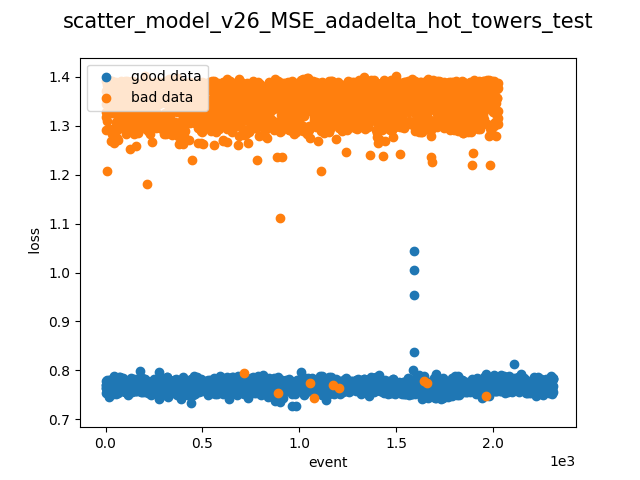 scatter_model_v26_MSE_adadelta_hot_towers_test
good data
bad data
1.4
1.3
1.2
1.1
1.0
0.9
0.8
0.7
loss
0.0
0.5
1.0
1.5
2.0
1e3
event